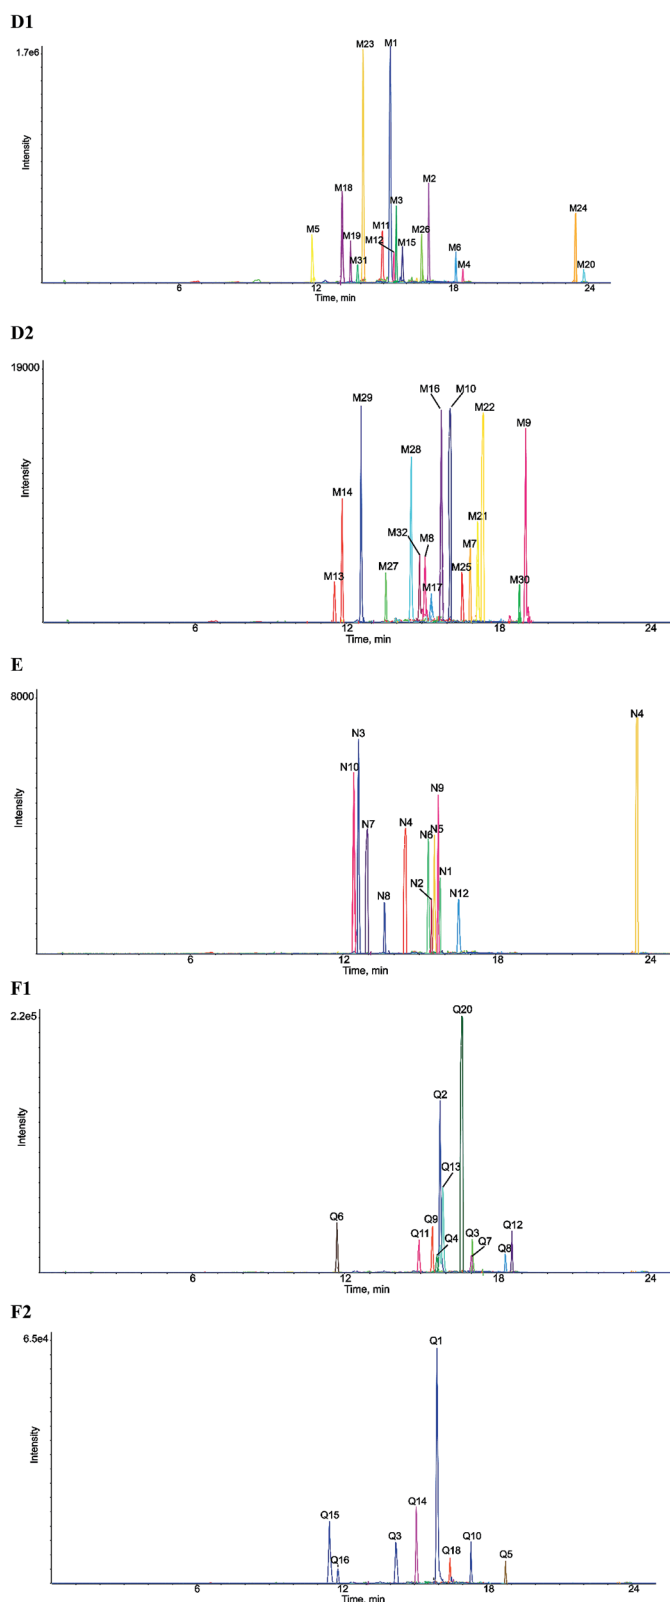 D1
1.7e6
Intensity
M23
M1
M18
M2
M3
M11
M12
M5
M19
M31
M15
M26
M6
M4
M24
M20
6 12 18 24
Time, min
D2
19000
Intensity
M29
M16
M10
M22
M9
M28
M14
M32
M8
M21
M7
M13
M27
M17
M25
M30
6 12 18 24
Time, min
E
8000
Intensity
N3
N4
N10
N9
N7
N4
N6
N5
N8
N2
N1
N12
6 12 18 24
Time, min
F1
2.2e5
Intensity
Q20
Q2
Q13
Q6
Q9
Q11
Q4
Q3
Q7
Q12
Q8
6 12 18 24
Time, min
F2
6.5e4
Intensity
Q1
Q15
Q14
Q16
Q3
Q18
Q10
Q5
6 12 18 24
Time, min